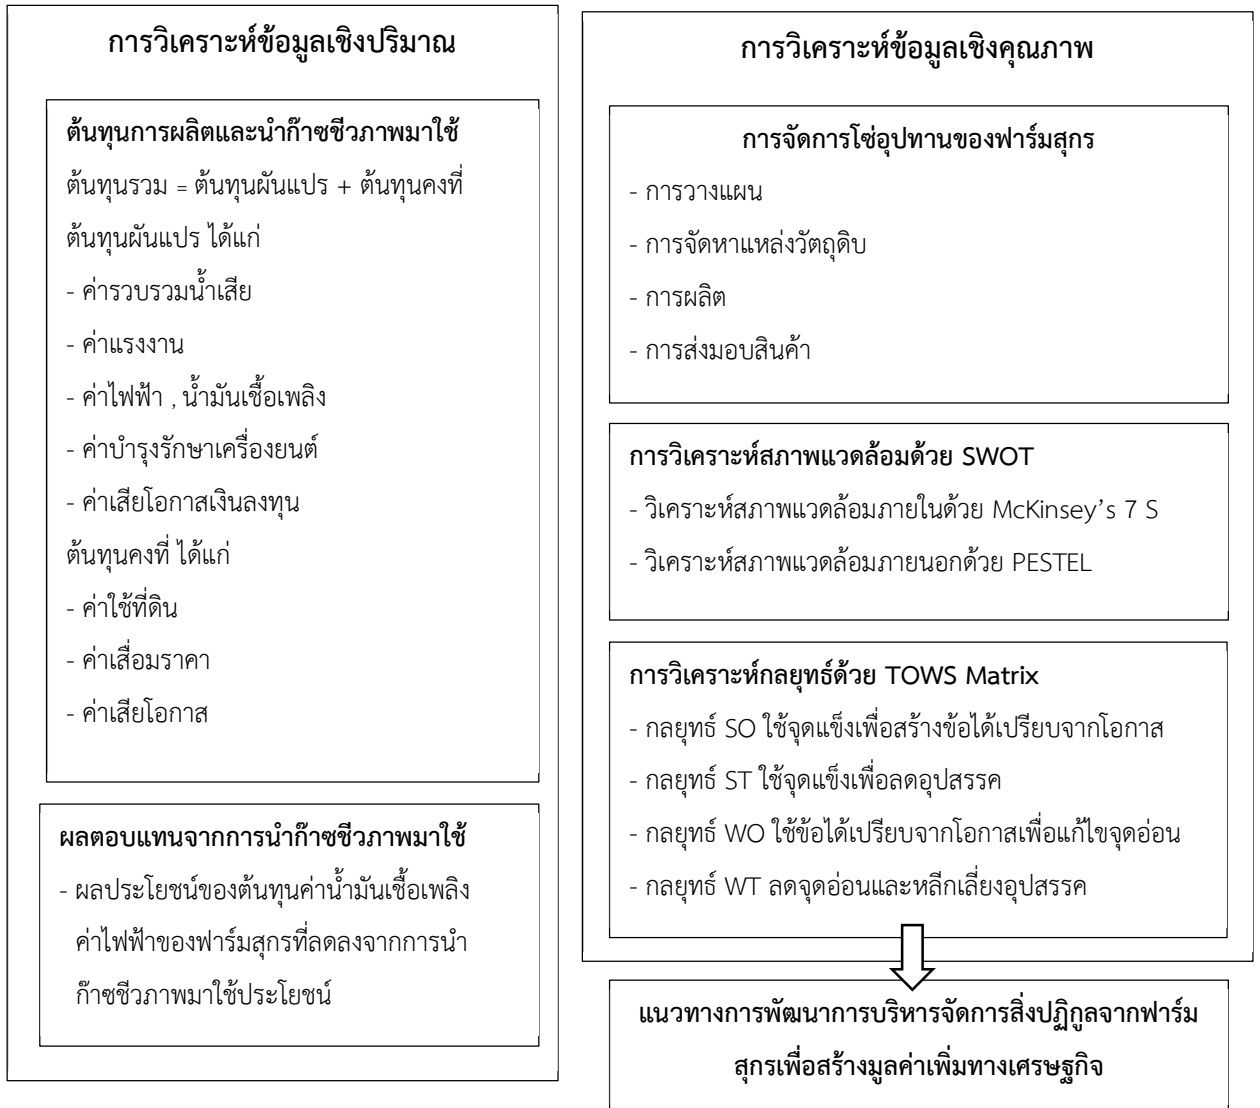 การวิเคราะห์ข้อมูลเชิงปริมาณ
ต้นทุนการผลิตและนำก๊าซชีวภาพมาใช้
ต้นทุนรวม = ต้นทุนผันแปร + ต้นทุนคงที่
ต้นทุนผันแปร ได้แก่
- ค่ารวบรวมน้ำเสีย
- ค่าแรงงาน
- ค่าไฟฟ้า , น้ำมันเชื้อเพลิง
- ค่าบำรุงรักษาเครื่องยนต์
- ค่าเสียโอกาสเงินลงทุน
ต้นทุนคงที่ ได้แก่
- ค่าใช้ที่ดิน
- ค่าเสื่อมราคา
- ค่าเสียโอกาส
ผลตอบแทนจากการนำก๊าซชีวภาพมาใช้
- ผลประโยชน์ของต้นทุนค่าน้ำมันเชื้อเพลิง
ค่าไฟฟ้าของฟาร์มสุกรที่ลดลงจากการนำ
ก๊าซชีวภาพมาใช้ประโยชน์
การวิเคราะห์ข้อมูลเชิงคุณภาพ
การจัดการโซ่อุปทานของฟาร์มสุกร
- การวางแผน
- การจัดหาแหล่งวัตถุดิบ
- การผลิต
- การส่งมอบสินค้า
การวิเคราะห์สภาพแวดล้อมด้วย SWOT
- วิเคราะห์สภาพแวดล้อมภายในด้วย McKinsey’s 7 S
- วิเคราะห์สภาพแวดล้อมภายนอกด้วย PESTEL
การวิเคราะห์กลยุทธ์ด้วย TOWS Matrix
- กลยุทธ์ SO ใช้จุดแข็งเพื่อสร้างข้อได้เปรียบจากโอกาส
- กลยุทธ์ ST ใช้จุดแข็งเพื่อลดอุปสรรค
- กลยุทธ์ WO ใช้ข้อได้เปรียบจากโอกาสเพื่อแก้ไขจุดอ่อน
- กลยุทธ์ WT ลดจุดอ่อนและหลีกเลี่ยงอุปสรรค
แนวทางการพัฒนาการบริหารจัดการสิ่งปฏิกูลจากฟาร์ม
สุกรเพื่อสร้างมูลค่าเพิ่มทางเศรษฐกิจ